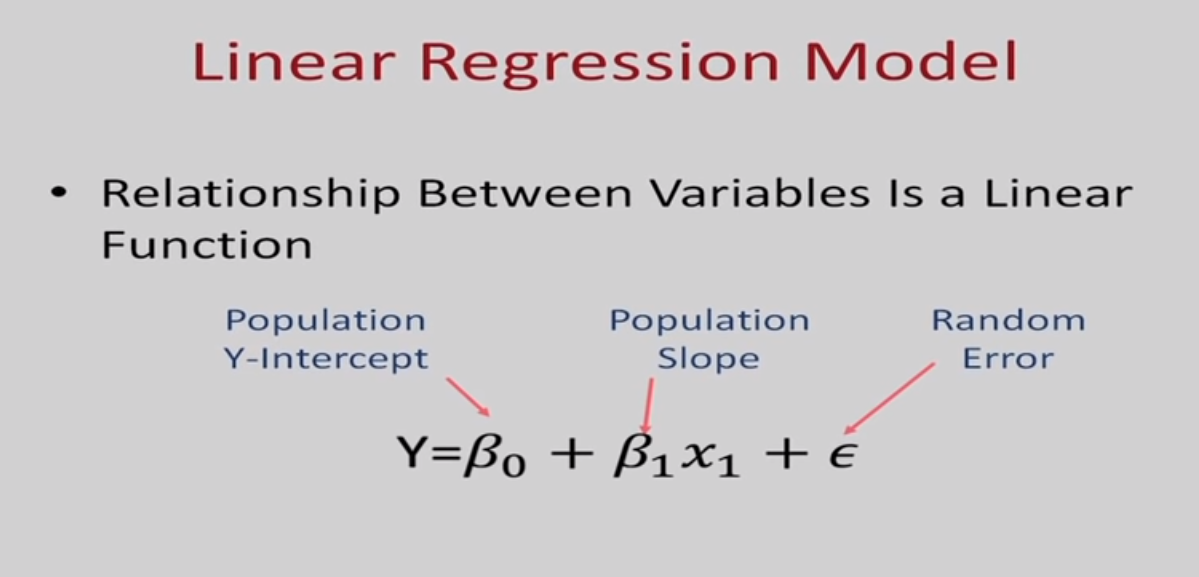 Linear Regression Model
• Relationship Between Variables Is a Linear
Function
Population Population Random
Y-Intercept Slope Error
Y=β₀ + β₁x₁ + ϵ